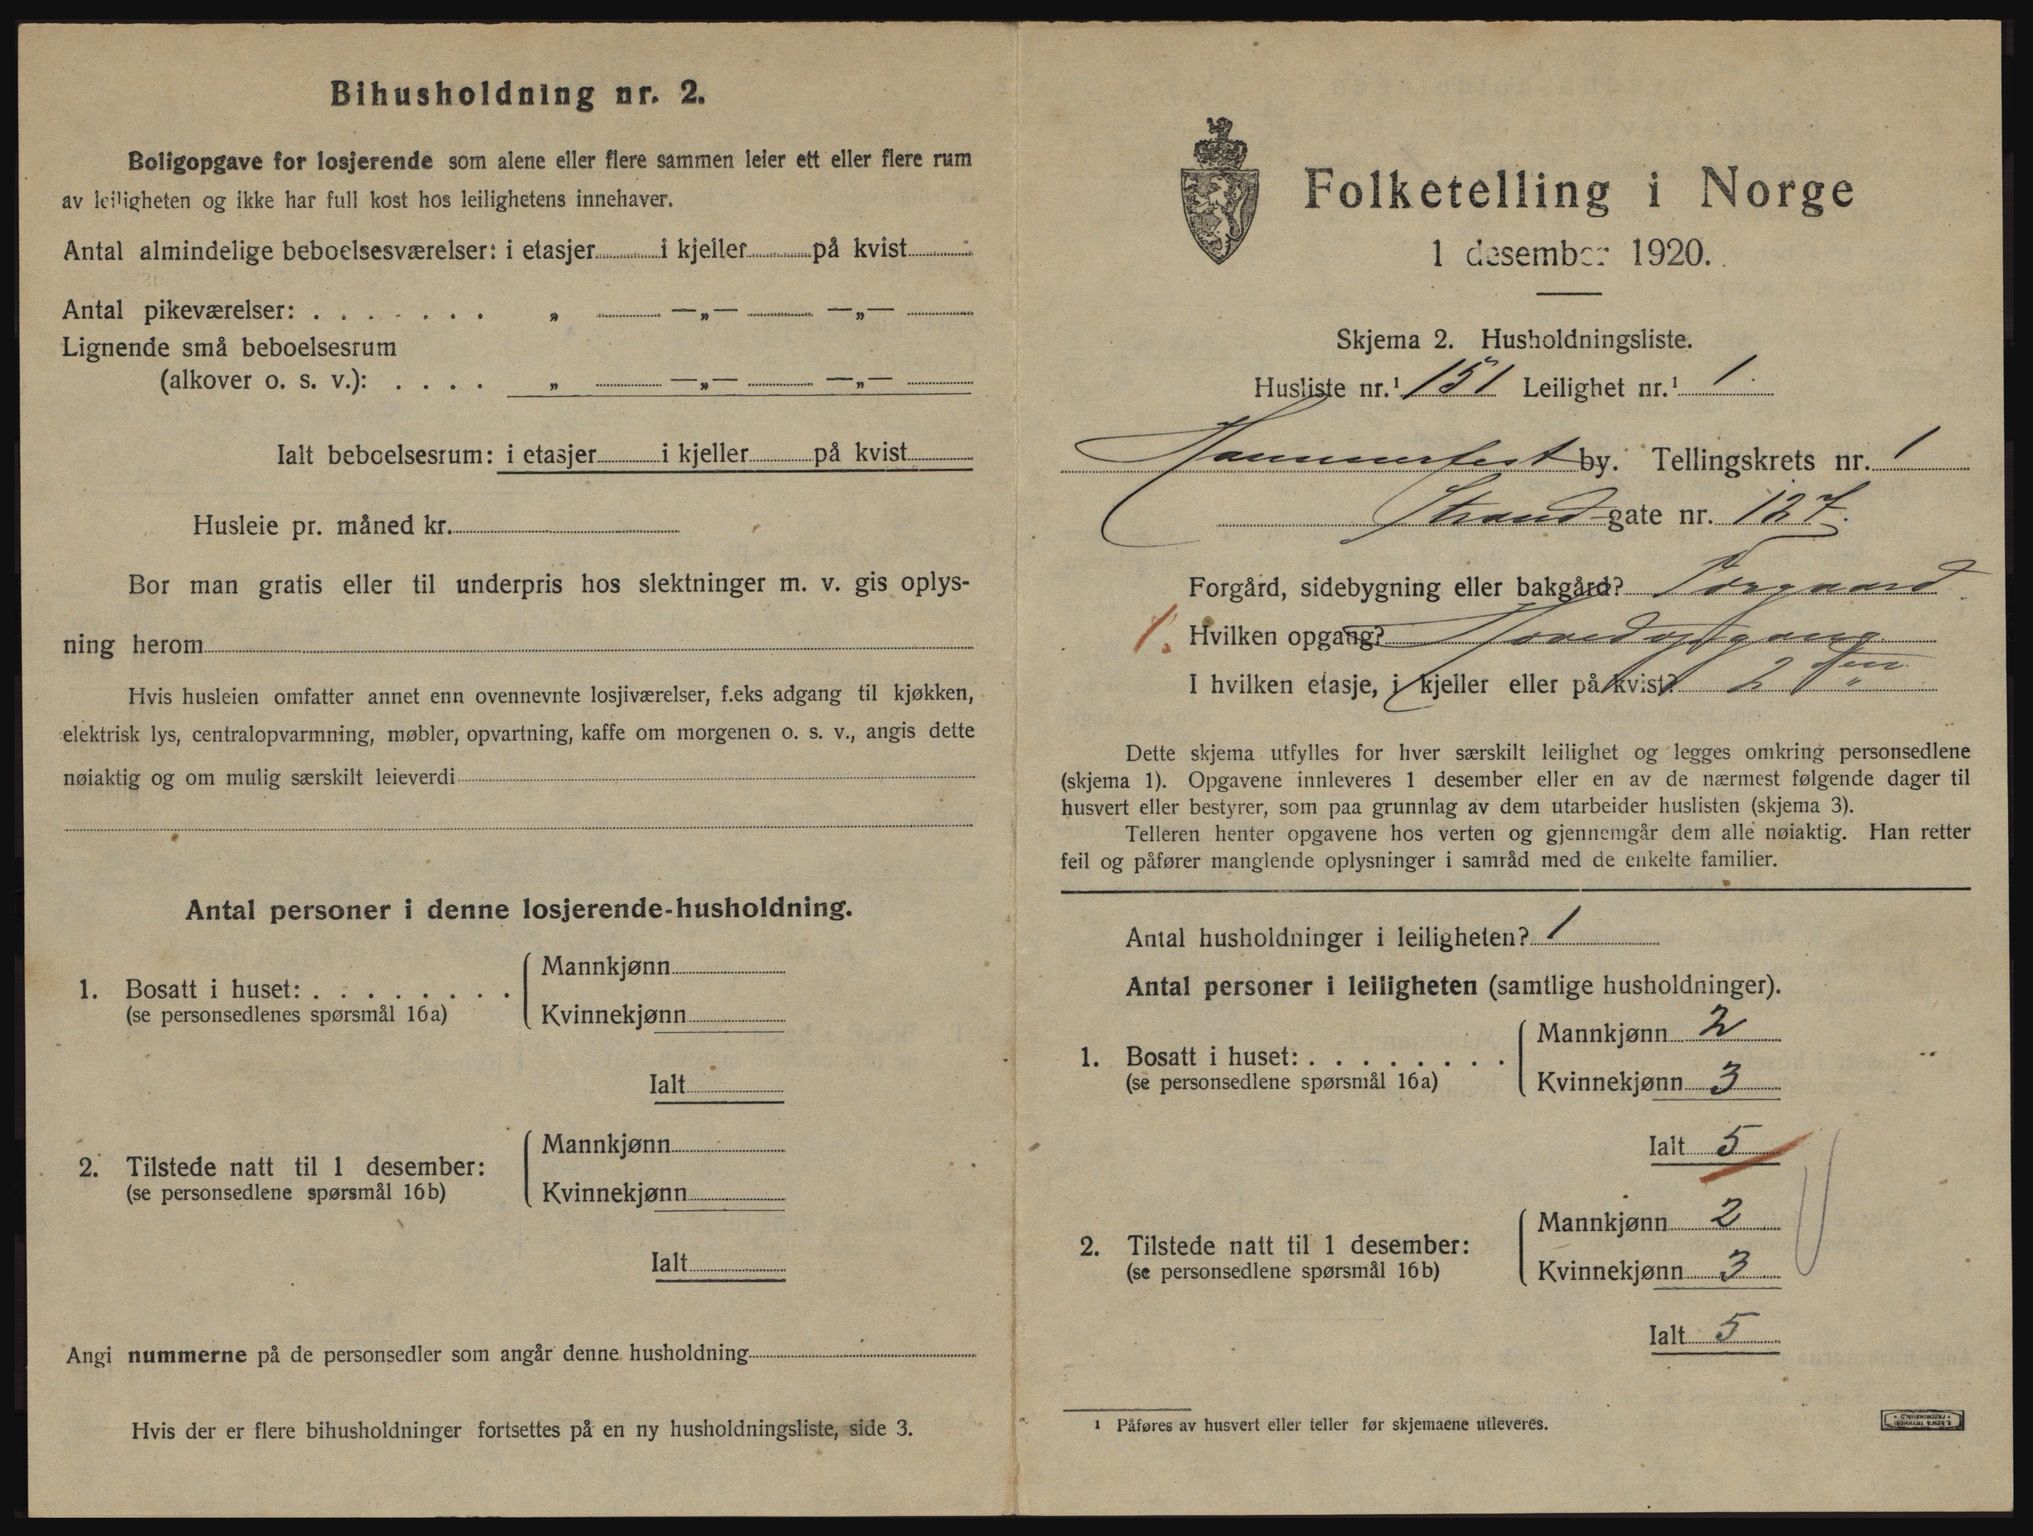 Bihusholdning nr. 2.
Boligopgave for losjerende som alene eller flere sammen leier ett eller flere rum
av leiligheten og ikke har full kost hos leilighetens innehaver.
Antal almindelige beboelsesværelser: i etasjer i kjeller på kvist
Antal pikeværelser: . . . . . . . „ —„— —„—
Lignende små beboelsesrum
(alkover o. s. v.): . . . . „ —„— —„—
Ialt beboelsesrum: i etasjer i kjeller på kvist
Husleie pr. måned kr.
Bor man gratis eller til underpris hos slektninger m. v. gis oplys-
ning herom
Hvis husleien omfatter annet enn ovennevnte losjiværelser, f.eks adgang til kjøkken,
elektrisk lys, centralopvarmning, møbler, opvartning, kaffe om morgenen o. s. v., angis dette
nøiaktig og om mulig særskilt leieverdi
Antal personer i denne losjerende-husholdning.
1. Bosatt i huset: . . . . . . . .
(se personsedlenes spørsmål 16a)
Mannkjønn
Kvinnekjønn
Ialt
2. Tilstede natt til 1 desember:
(se personsedlene spørsmål 16b)
Mannkjønn
Kvinnekjønn
Ialt
Angi nummerne på de personsedler som angår denne husholdning
Hvis der er flere bihusholdninger fortsettes på en ny husholdningsliste, side 3.
Folketelling i Norge
1 desember 1920.
Skjema 2. Husholdningsliste.
Husliste nr.¹ 151 Leilighet nr.¹ 1
Hammerfest by. Tellingskrets nr. 1
Strand gate nr. 127.
Forgård, sidebygning eller bakgård? Forgaard
1. Hvilken opgang? Hovedopgang
I hvilken etasje, i kjeller eller på kvist? 2 den
Dette skjema utfylles for hver særskilt leilighet og legges omkring personsedlene
(skjema 1). Opgavene innleveres 1 desember eller en av de nærmest følgende dager til
husvert eller bestyrer, som paa grunnlag av dem utarbeider huslisten (skjema 3).
Telleren henter opgavene hos verten og gjennemgår dem alle nøiaktig. Han retter
feil og påfører manglende oplysninger i samråd med de enkelte familier.
Antal husholdninger i leiligheten? 1
Antal personer i leiligheten (samtlige husholdninger).
1. Bosatt i huset: . . . . . . . .
(se personsedlene spørsmål 16a)
Mannkjønn 2
Kvinnekjønn 3
Ialt 5
2. Tilstede natt til 1 desember:
(se personsedlene spørsmål 16b)
Mannkjønn 2
Kvinnekjønn 3
Ialt 5
¹ Påføres av husvert eller teller før skjemaene utleveres.